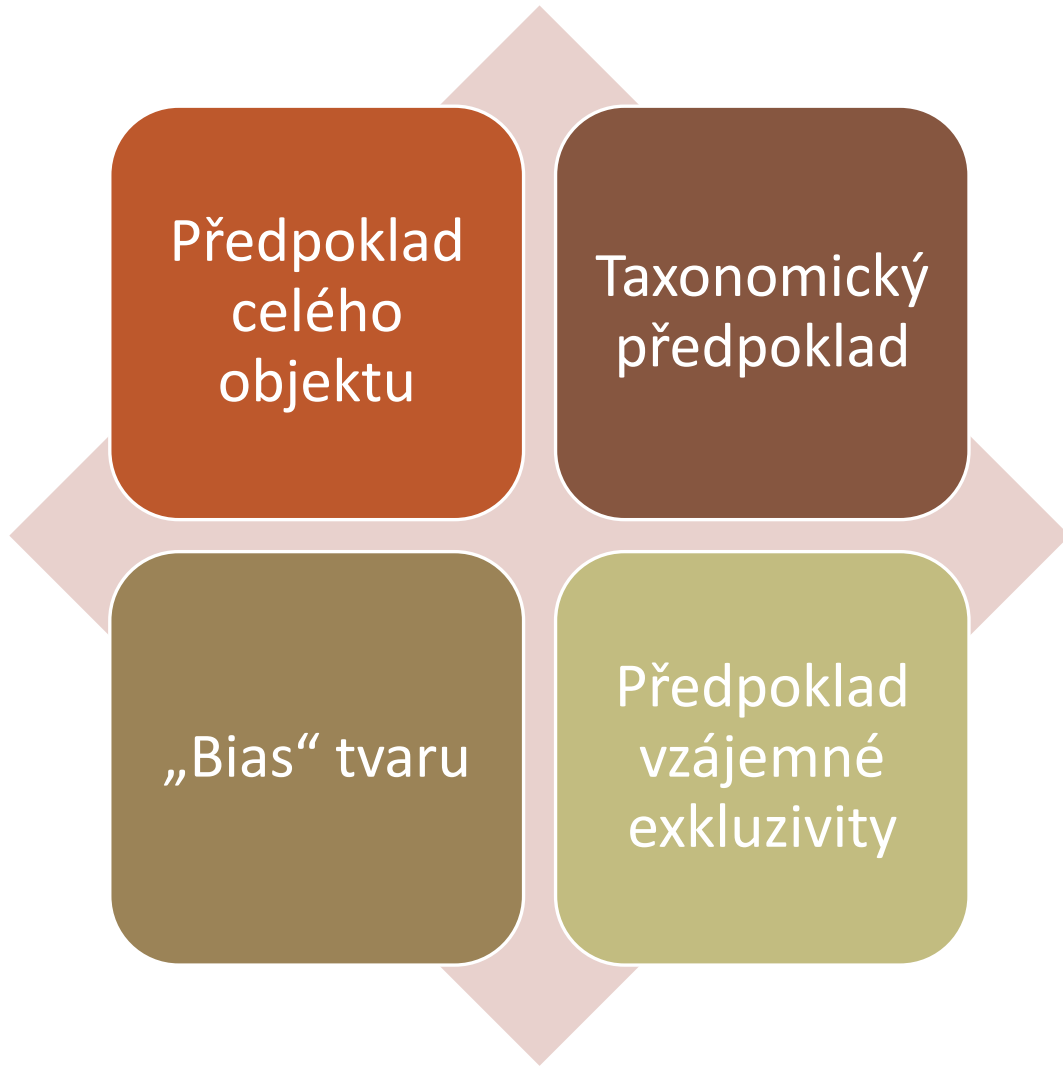 Předpoklad
celého
objektu
Taxonomický
předpoklad
„Bias“ tvaru
Předpoklad
vzájemné
exkluzivity